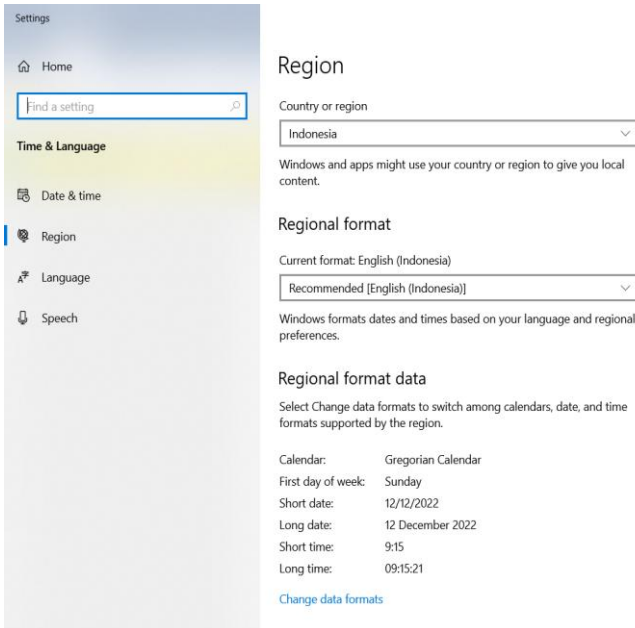 Settings
Home
Find a setting
Time & Language
Date & time
Region
Language
Speech
Region
Country or region
Indonesia
Windows and apps might use your country or region to give you local
content.
Regional format
Current format: English (Indonesia)
Recommended [English (Indonesia)]
Windows formats dates and times based on your language and regional
preferences.
Regional format data
Select Change data formats to switch among calendars, date, and time
formats supported by the region.
Calendar: Gregorian Calendar
First day of week: Sunday
Short date: 12/12/2022
Long date: 12 December 2022
Short time: 9:15
Long time: 09:15:21
Change data formats